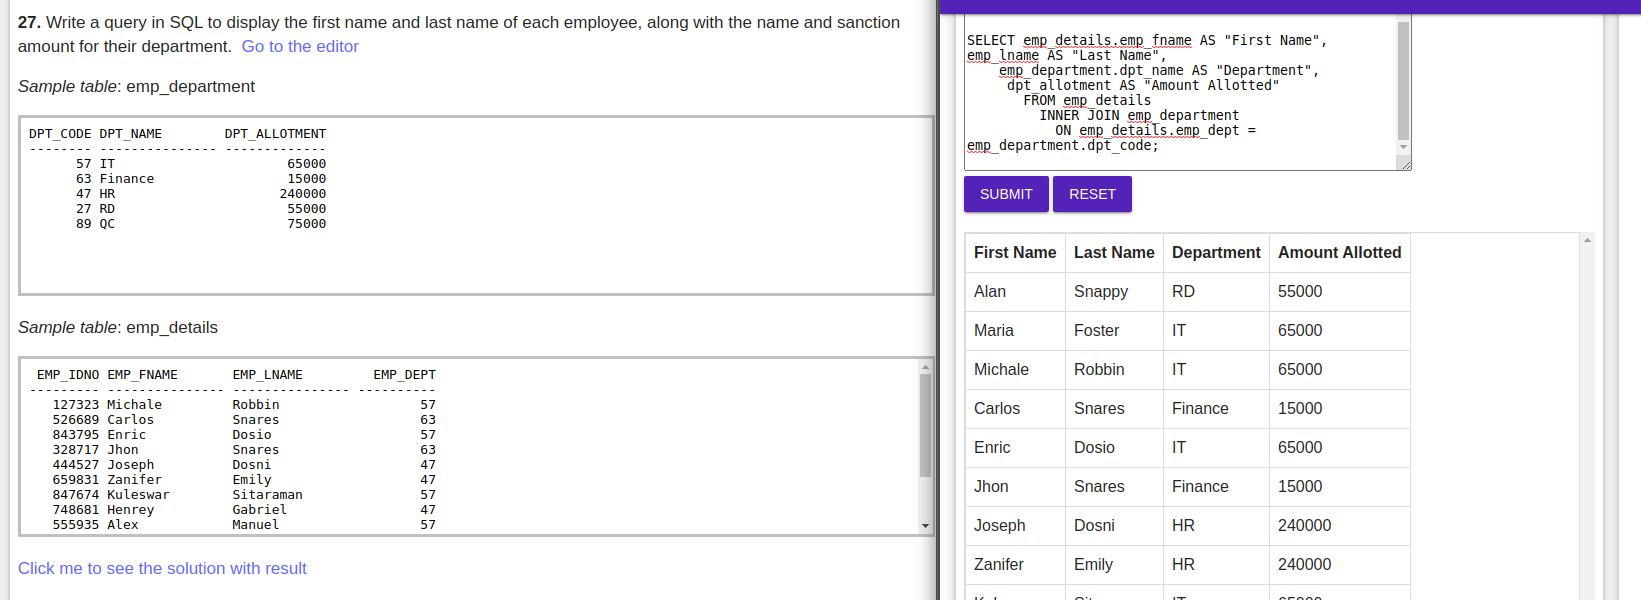 27. Write a query in SQL to display the first name and last name of each employee, along with the name and sanction
amount for their department.  Go to the editor
Sample table: emp_department
DPT_CODE DPT_NAME        DPT_ALLOTMENT
-------- --------------- -------------
      57 IT                      65000
      63 Finance                 15000
      47 HR                     240000
      27 RD                      55000
      89 QC                      75000
Sample table: emp_details
 EMP_IDNO EMP_FNAME       EMP_LNAME         EMP_DEPT
--------- --------------- --------------- ----------
   127323 Michale         Robbin                  57
   526689 Carlos          Snares                  63
   843795 Enric           Dosio                   57
   328717 Jhon            Snares                  63
   444527 Joseph          Dosni                   47
   659831 Zanifer         Emily                   47
   847674 Kuleswar        Sitaraman               57
   748681 Henrey          Gabriel                 47
   555935 Alex            Manuel                  57
Click me to see the solution with result
SELECT emp_details.emp_fname AS "First Name",
emp_lname AS "Last Name",
    emp_department.dpt_name AS "Department",
     dpt_allotment AS "Amount Allotted"
       FROM emp_details
         INNER JOIN emp_department
           ON emp_details.emp_dept =
emp_department.dpt_code;
SUBMIT RESET
First Name Last Name Department Amount Allotted
Alan Snappy RD 55000
Maria Foster IT 65000
Michale Robbin IT 65000
Carlos Snares Finance 15000
Enric Dosio IT 65000
Jhon Snares Finance 15000
Joseph Dosni HR 240000
Zanifer Emily HR 240000